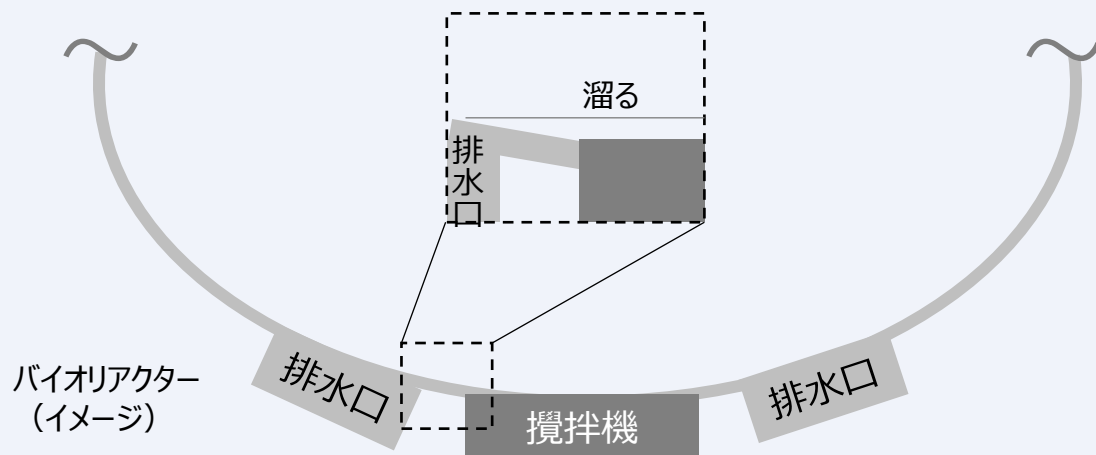 溜る
排水口
排水口
排水口
バイオリアクター
（イメージ）
攪拌機